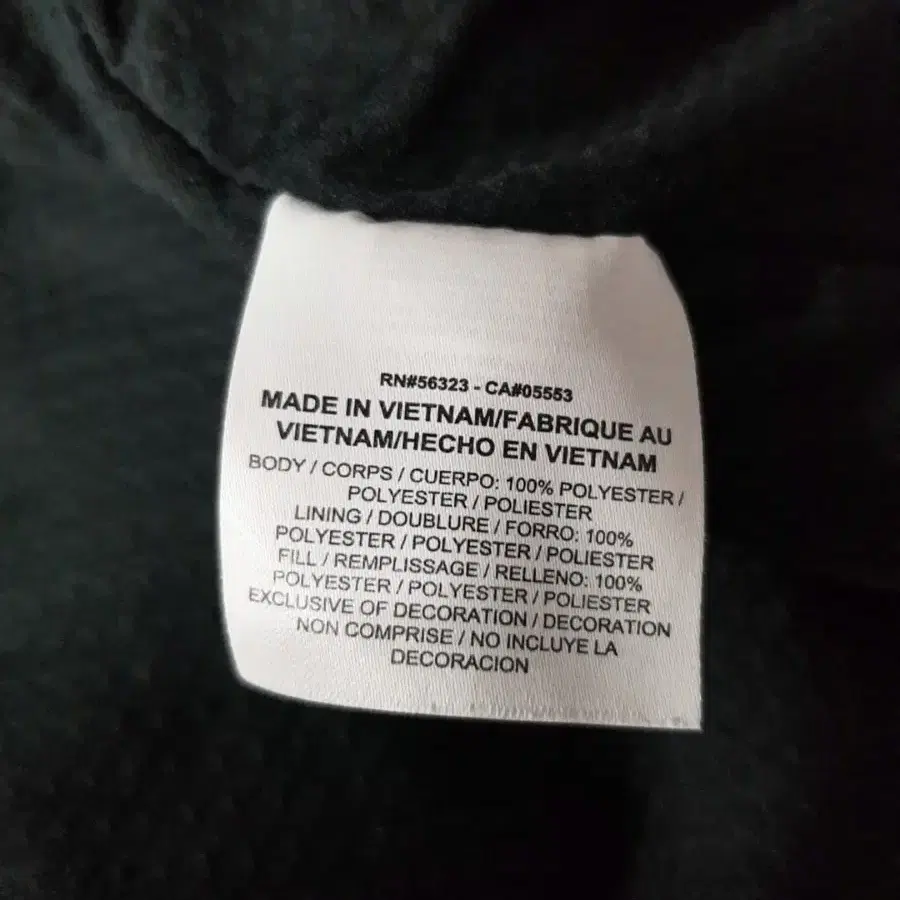 RN#56323 - CA#05553
MADE IN VIETNAM/FABRIQUE AU
VIETNAM/HECHO EN VIETNAM
BODY / CORPS / CUERPO: 100% POLYESTER /
POLYESTER / POLIESTER
LINING / DOUBLURE / FORRO: 100%
POLYESTER / POLYESTER / POLIESTER
FILL / REMPLISSAGE / RELLENO: 100%
POLYESTER / POLYESTER / POLIESTER
EXCLUSIVE OF DECORATION / DECORATION
NON COMPRISE / NO INCLUYE LA
DECORACION